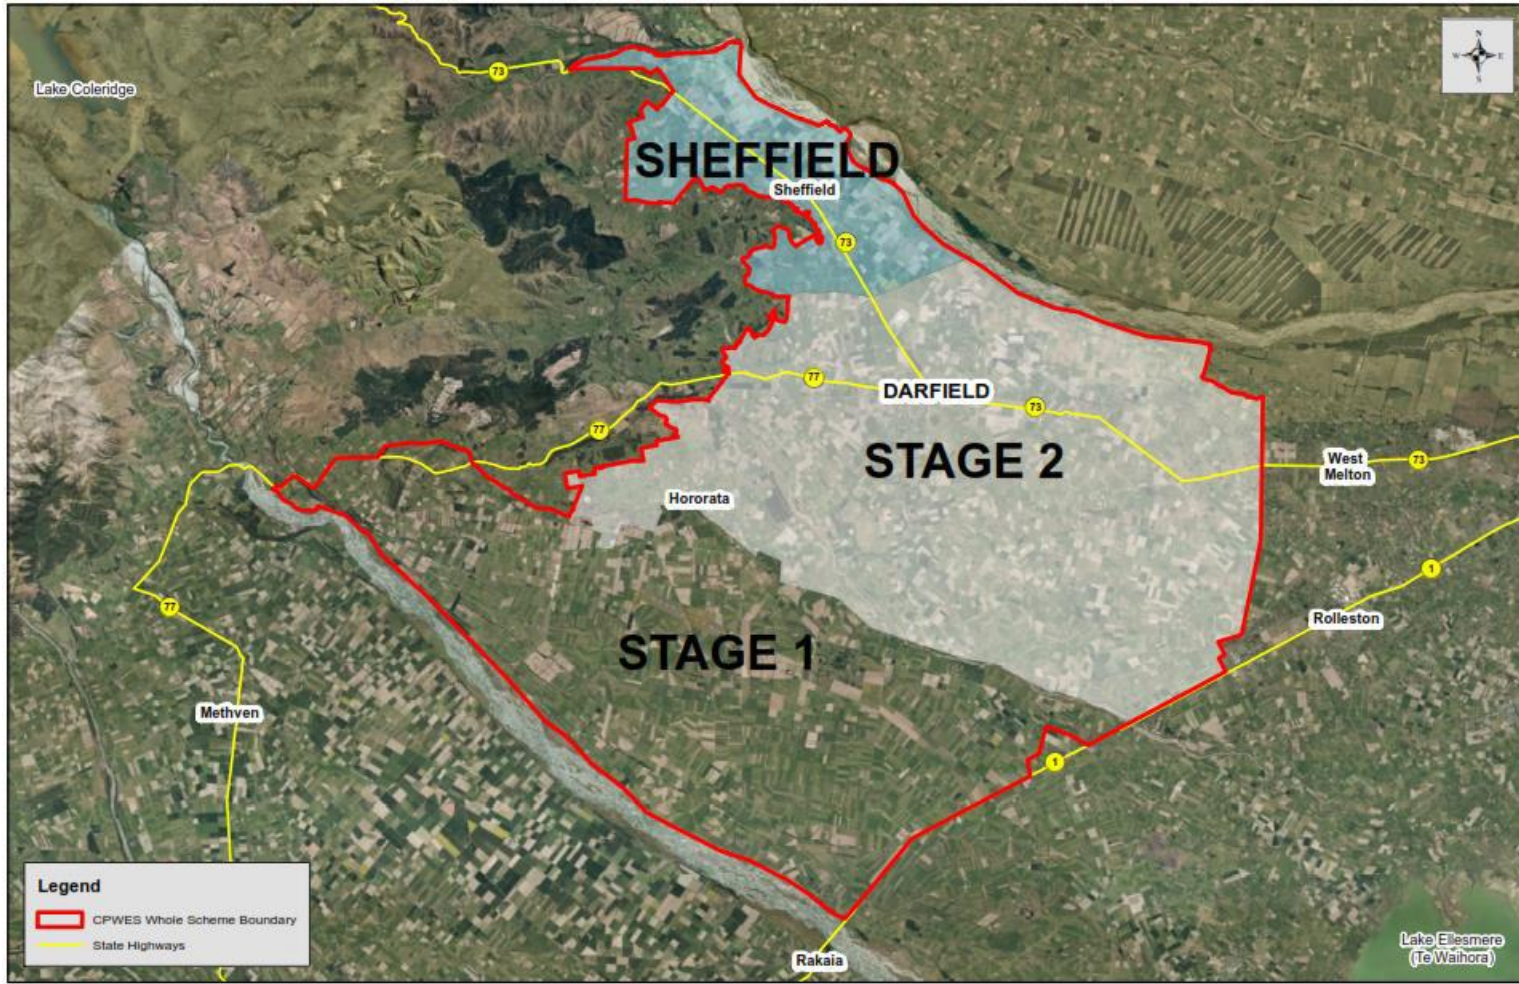 N
W E
S
73
Lake Coleridge
SHEFFIELD
Sheffield
73
77
DARFIELD
73
77
STAGE 2
West
Melton
73
Hororata
1
77
Rolleston
STAGE 1
Methven
1
Legend
CPWES Whole Scheme Boundary
State Highways
Lake Ellesmere
(Te Waihora)
Rakaia